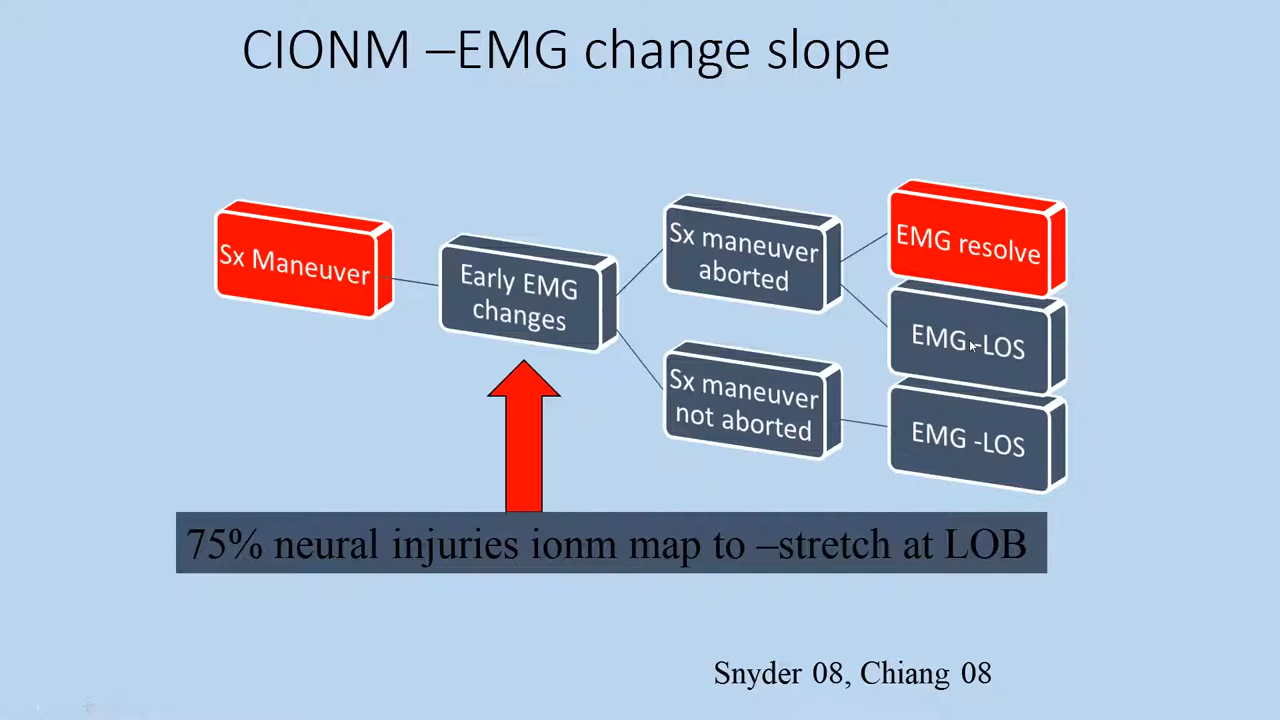 CIONM –EMG change slope
Sx Maneuver
Early EMG
changes
Sx maneuver
aborted
Sx maneuver
not aborted
EMG resolve
EMG -LOS
EMG -LOS
75% neural injuries ionm map to –stretch at LOB
Snyder 08, Chiang 08